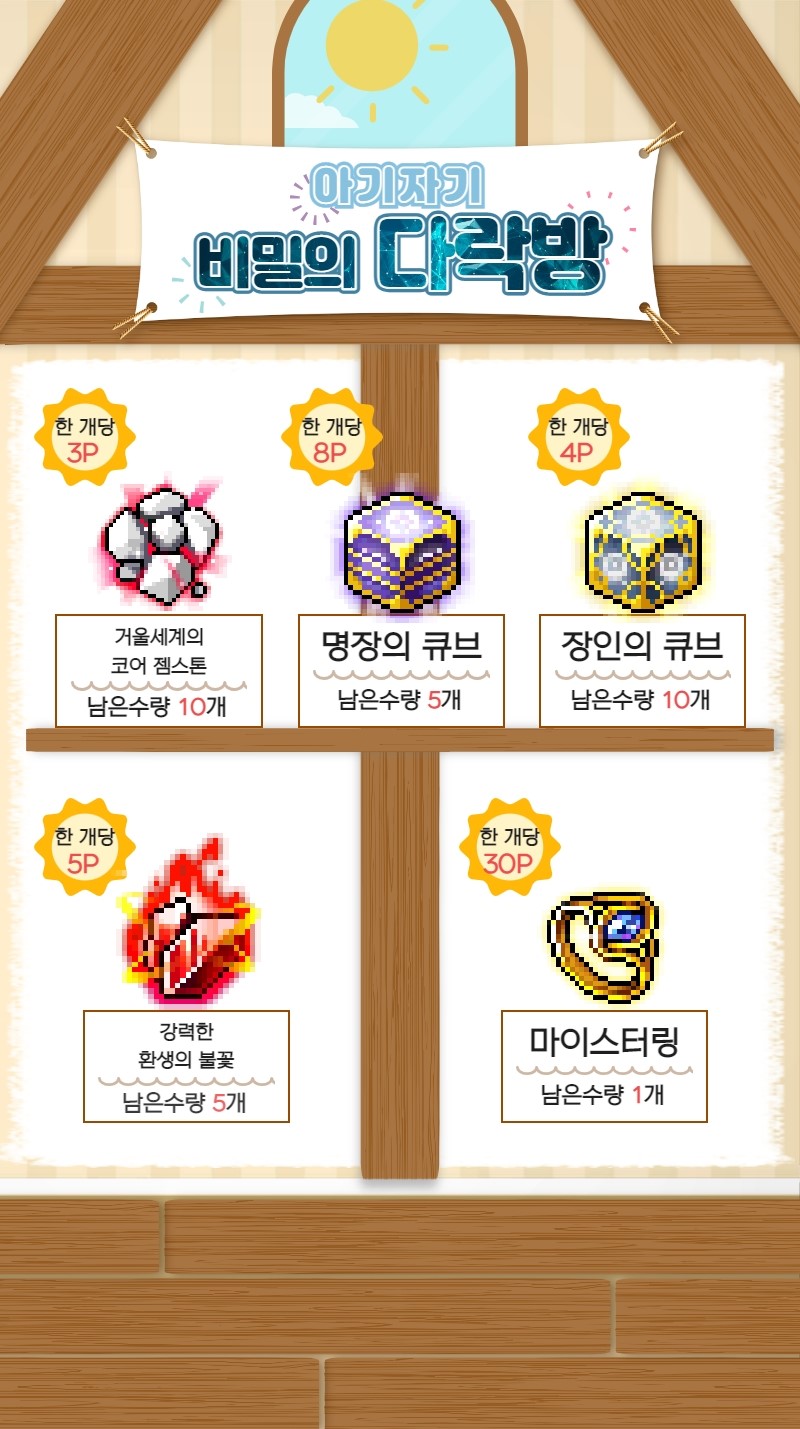 아기자기
비밀의 다락방
한 개당
3P
한 개당
8P
한 개당
4P
거울세계의
코어 젬스톤
남은수량 10개
명장의 큐브
남은수량 5개
장인의 큐브
남은수량 10개
한 개당
5P
한 개당
30P
강력한
환생의 불꽃
남은수량 5개
마이스터링
남은수량 1개